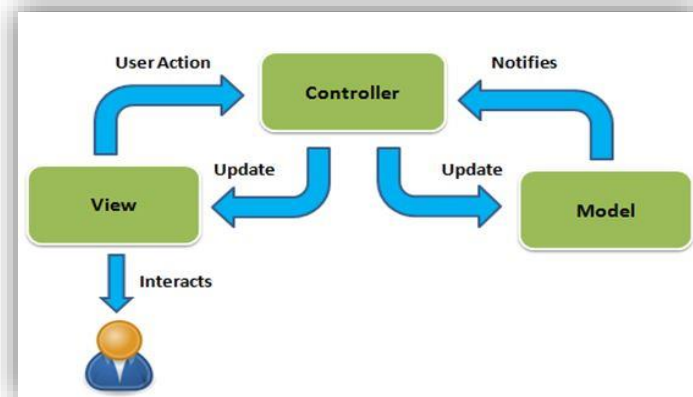 User Action
Notifies
Controller
Update
Update
View
Model
Interacts